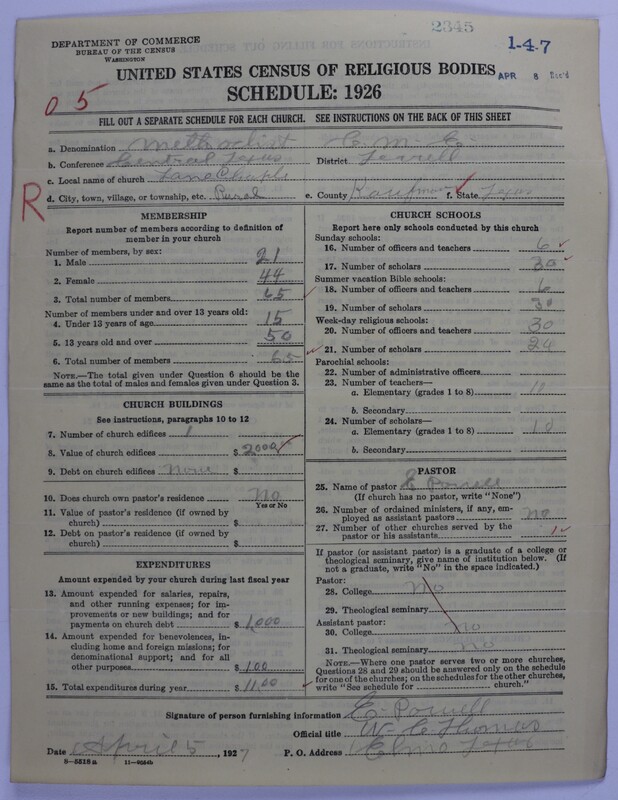 2345
DEPARTMENT OF COMMERCE
BUREAU OF THE CENSUS
WASHINGTON
1-4-7
APR 8 Rec'd
UNITED STATES CENSUS OF RELIGIOUS BODIES
SCHEDULE: 1926
05
FILL OUT A SEPARATE SCHEDULE FOR EACH CHURCH. SEE INSTRUCTIONS ON THE BACK OF THIS SHEET
a. Denomination Methodist C. M. E.
b. Conference Central Texas District Terrell
c. Local name of church Lane Chaple
R
d. City, town, village, or township, etc. Rural e. County Kaufman f. State Texas
MEMBERSHIP
Report number of members according to definition of
member in your church
Number of members, by sex:
1. Male 21
2. Female 44
3. Total number of members 65
Number of members under and over 13 years old:
4. Under 13 years of age 15
5. 13 years old and over 50
6. Total number of members 65
NOTE.—The total given under Question 6 should be the
same as the total of males and females given under Question 3.
CHURCH BUILDINGS
See instructions, paragraphs 10 to 12
7. Number of church edifices 1
8. Value of church edifices $ 2000
9. Debt on church edifices None $
10. Does church own pastor's residence No
Yes or No
11. Value of pastor's residence (if owned by
church) $
12. Debt on pastor's residence (if owned by
church) $
EXPENDITURES
Amount expended by your church during last fiscal year
13. Amount expended for salaries, repairs,
and other running expenses; for im-
provements or new buildings; and for
payments on church debt $ 1,000
14. Amount expended for benevolences, in-
cluding home and foreign missions; for
denominational support; and for all
other purposes $ 100
15. Total expenditures during year $ 11,00
CHURCH SCHOOLS
Report here only schools conducted by this church
Sunday schools:
16. Number of officers and teachers 6
17. Number of scholars 30
Summer vacation Bible schools:
18. Number of officers and teachers 6
19. Number of scholars 30
Week-day religious schools:
20. Number of officers and teachers 30
21. Number of scholars 24
Parochial schools:
22. Number of administrative officers
23. Number of teachers—
a. Elementary (grades 1 to 8) 10
b. Secondary
24. Number of scholars—
a. Elementary (grades 1 to 8) 10
b. Secondary
PASTOR
25. Name of pastor E Powell
(If church has no pastor, write "None")
26. Number of ordained ministers, if any, em-
ployed as assistant pastors No
27. Number of other churches served by the
pastor or his assistants 1
If pastor (or assistant pastor) is a graduate of a college or
theological seminary, give name of institution below. (If
not a graduate, write "No" in the space indicated.)
Pastor:
28. College No
29. Theological seminary
Assistant pastor:
30. College No
31. Theological seminary No
NOTE.—Where one pastor serves two or more churches,
Questions 28 and 29 should be answered only on the schedule
for one of the churches; on the schedules for the other churches,
write "See schedule for church."
Signature of person furnishing information E. Powell
Official title W. C Thomas
Date April 5, 1927 P. O. Address Elmo Texas
8-5518a 11-9564b